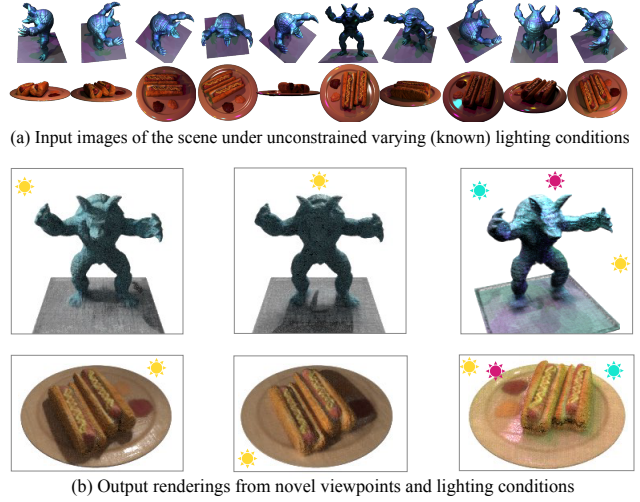 (a) Input images of the scene under unconstrained varying (known) lighting conditions
(b) Output renderings from novel viewpoints and lighting conditions